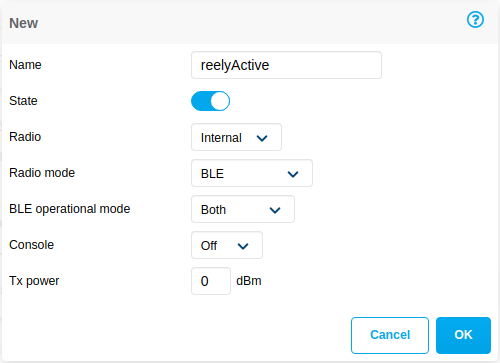 New
?
Name reelyActive
State
Radio Internal
Radio mode BLE
BLE operational mode Both
Console Off
Tx power 0 dBm
Cancel OK